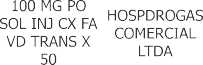 100 MG PO
SOL INJ CX FA
VD TRANS X
50
HOSPDROGAS
COMERCIAL
LTDA